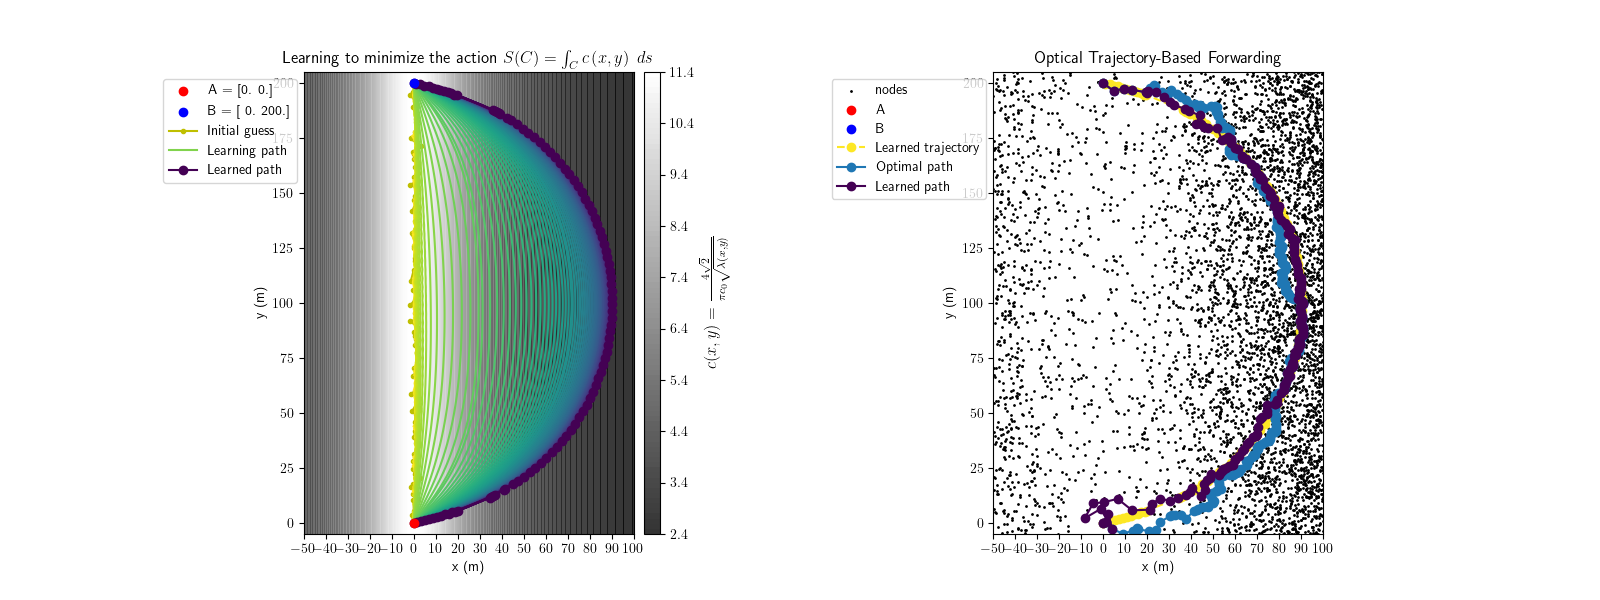 Learning to minimize the action S(C) = ∫_C c(x, y) ds
A = [0. 0.]
B = [ 0. 200.]
Initial guess
Learning path
Learned path
200
175
150
125
100
75
50
25
0
y (m)
−50 −40 −30 −20 −10 0 10 20 30 40 50 60 70 80 90 100
x (m)
11.4
10.4
9.4
8.4
7.4
6.4
5.4
4.4
3.4
2.4
c(x, y) = 4√2 / (πc₀√λ(x,y))
Optical Trajectory-Based Forwarding
nodes
A
B
Learned trajectory
Optimal path
Learned path
200
175
150
125
100
75
50
25
0
y (m)
−50 −40 −30 −20 −10 0 10 20 30 40 50 60 70 80 90 100
x (m)